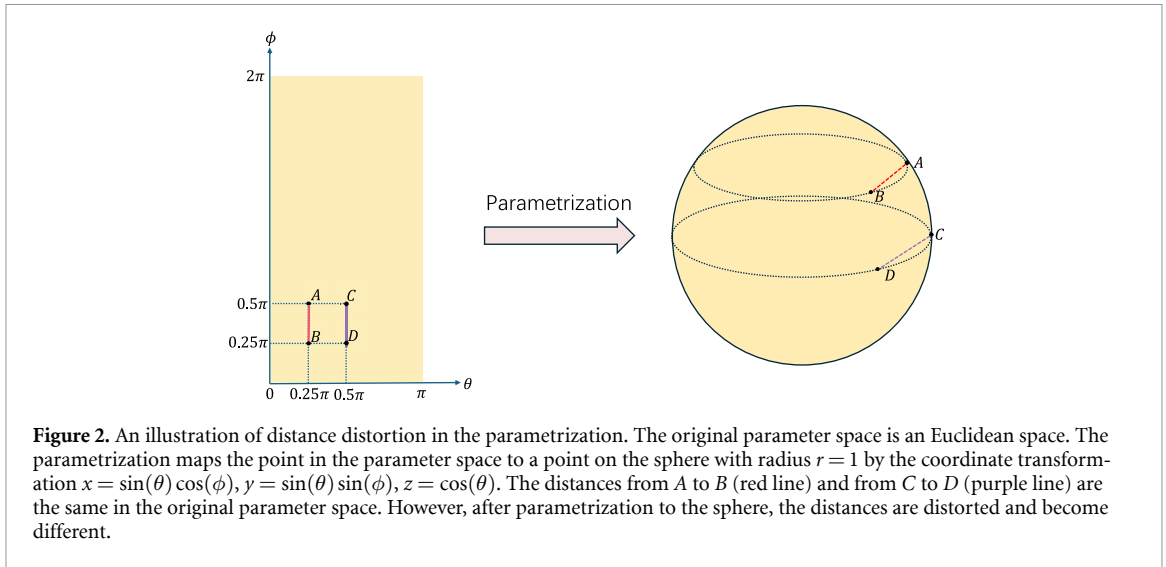 ϕ
2π
0.5π
A
C
0.25π
B
D
θ
0
0.25π
0.5π
π
Parametrization
A
B
C
D
Figure 2. An illustration of distance distortion in the parametrization. The original parameter space is an Euclidean space. The
parametrization maps the point in the parameter space to a point on the sphere with radius r = 1 by the coordinate transform-
ation x = sin(θ) cos(ϕ), y = sin(θ) sin(ϕ), z = cos(θ). The distances from A to B (red line) and from C to D (purple line) are
the same in the original parameter space. However, after parametrization to the sphere, the distances are distorted and become
different.